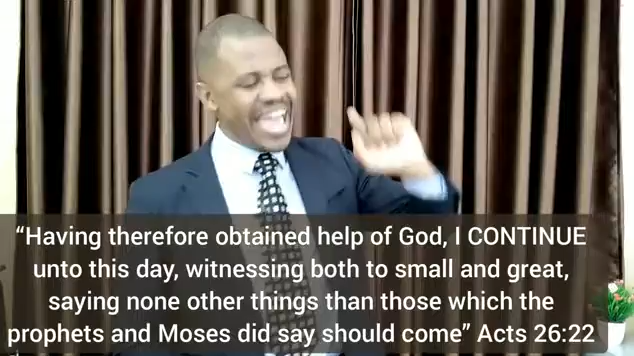 “Having therefore obtained help of God, I CONTINUE
unto this day, witnessing both to small and great,
saying none other things than those which the
prophets and Moses did say should come” Acts 26:22